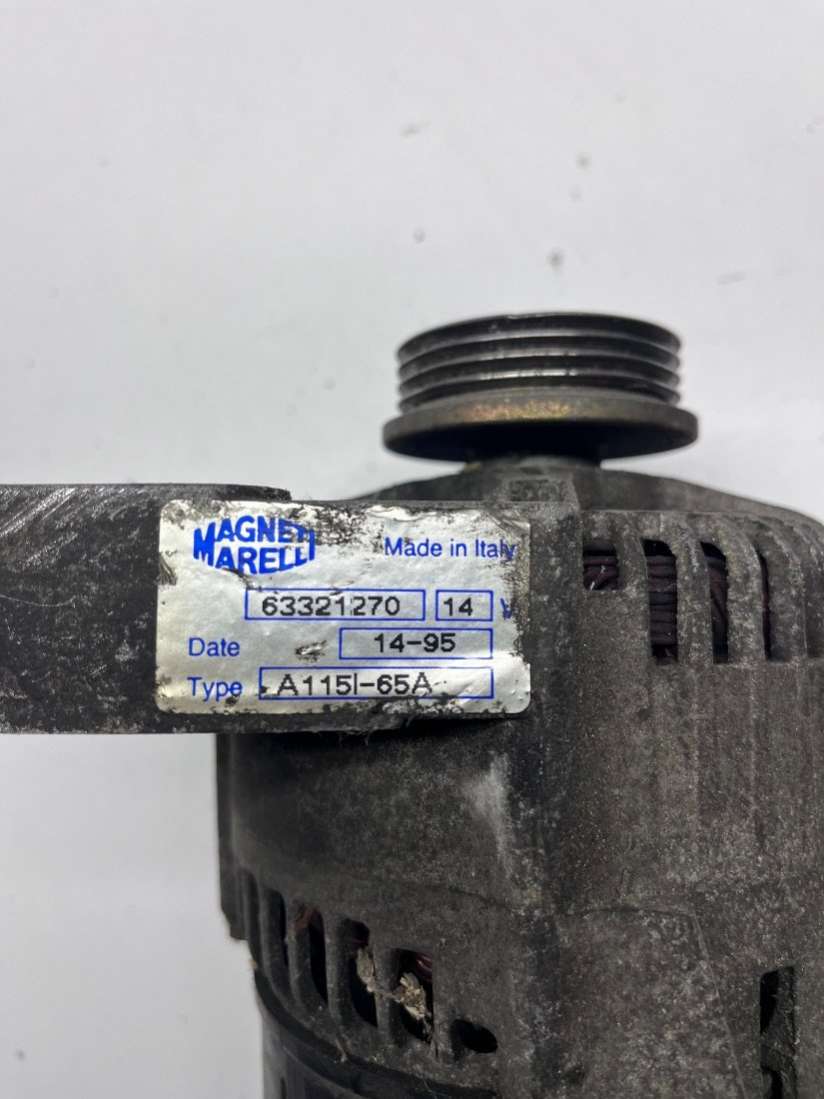 MAGNETI
MARELLI
Made in Italy
63321270 14 V
Date 14-95
Type A115I-65A